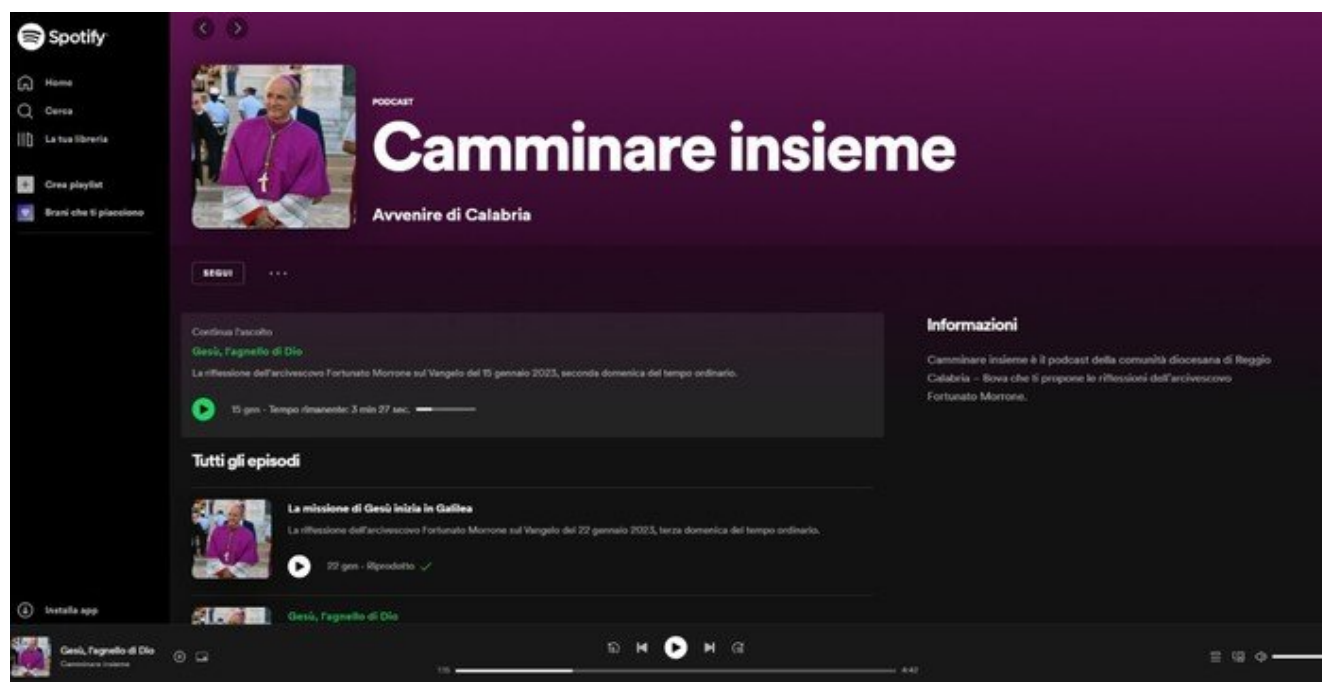 Spotify
Home
Cerca
La tua libreria
Crea playlist
Brani che ti piacciono
Installa app
PODCAST
Camminare insieme
Avvenire di Calabria
SEGUI
Continua l'ascolto
Gesù, l'agnello di Dio
La riflessione dell'arcivescovo Fortunato Morrone sul Vangelo del 15 gennaio 2023, seconda domenica del tempo ordinario.
15 gen - Tempo rimanente: 3 min 27 sec.
Informazioni
Camminare insieme è il podcast della comunità diocesana di Reggio
Calabria – Bova che ti propone le riflessioni dell'arcivescovo
Fortunato Morrone.
Tutti gli episodi
La missione di Gesù inizia in Galilea
La riflessione dell'arcivescovo Fortunato Morrone sul Vangelo del 22 gennaio 2023, terza domenica del tempo ordinario.
22 gen - Riprodotto
Gesù, l'agnello di Dio
Gesù, l'agnello di Dio
Camminare insieme
1:15
4:42